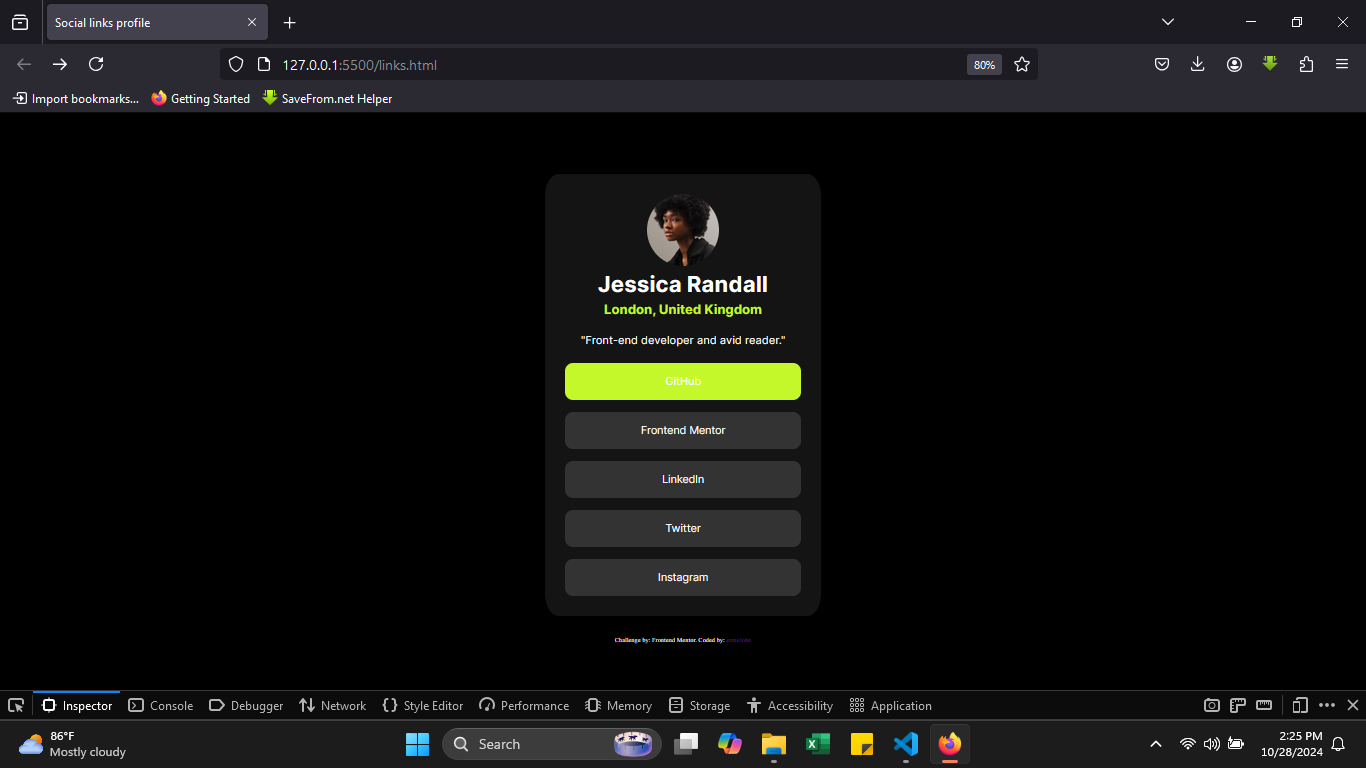 Social links profile
127.0.0.1:5500/links.html
80%
Import bookmarks...
Getting Started
SaveFrom.net Helper
Jessica Randall
London, United Kingdom
"Front-end developer and avid reader."
GitHub
Frontend Mentor
LinkedIn
Twitter
Instagram
Challenge by: Frontend Mentor. Coded by:
Inspector
Console
Debugger
Network
Style Editor
Performance
Memory
Storage
Accessibility
Application
86°F
Mostly cloudy
Search
2:25 PM
10/28/2024